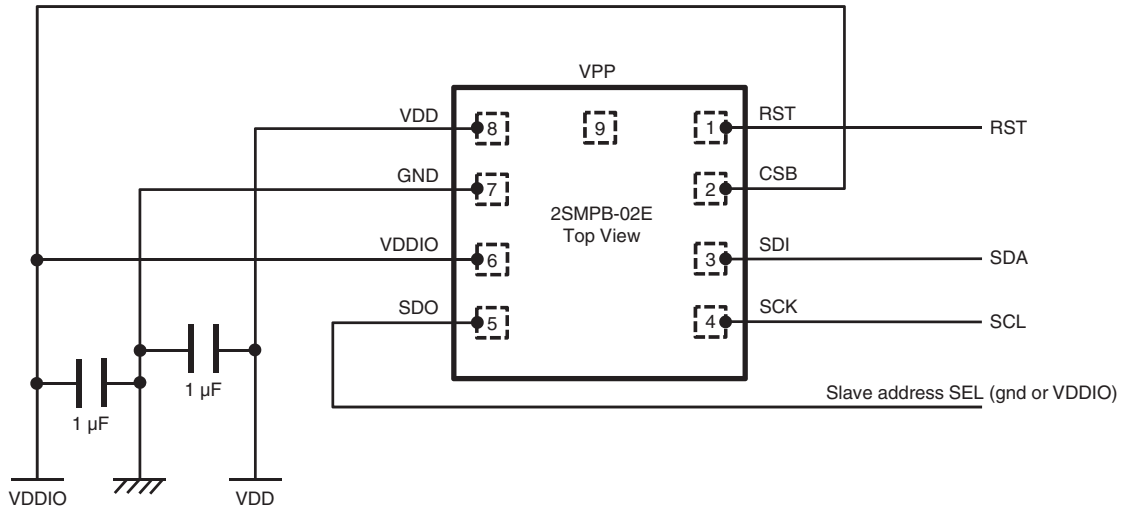 VPP
VDD
8
9
1
RST
RST
GND
7
2
CSB
2SMPB-02E
Top View
VDDIO
6
3
SDI
SDA
SDO
5
4
SCK
SCL
1 µF
1 µF
Slave address SEL (gnd or VDDIO)
VDDIO
VDD